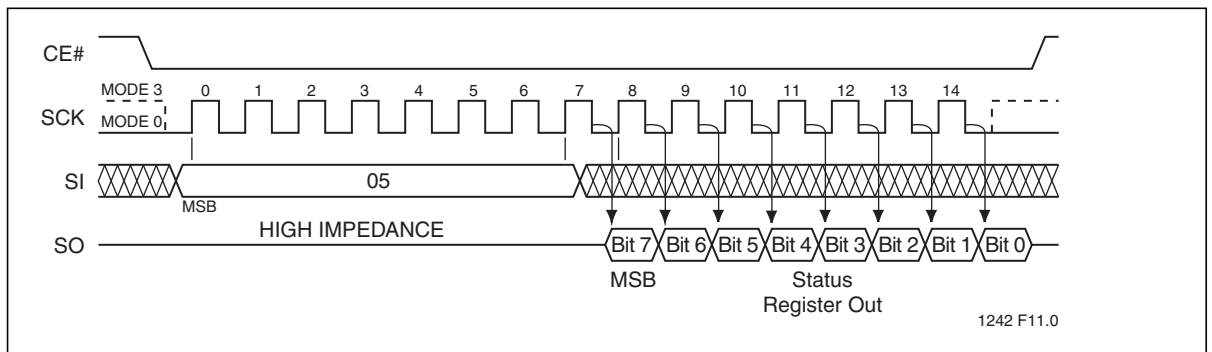 CE#
MODE 3
0 1 2 3 4 5 6 7 8 9 10 11 12 13 14
SCK
MODE 0
SI
05
MSB
HIGH IMPEDANCE
SO
Bit 7 Bit 6 Bit 5 Bit 4 Bit 3 Bit 2 Bit 1 Bit 0
MSB
Status
Register Out
1242 F11.0